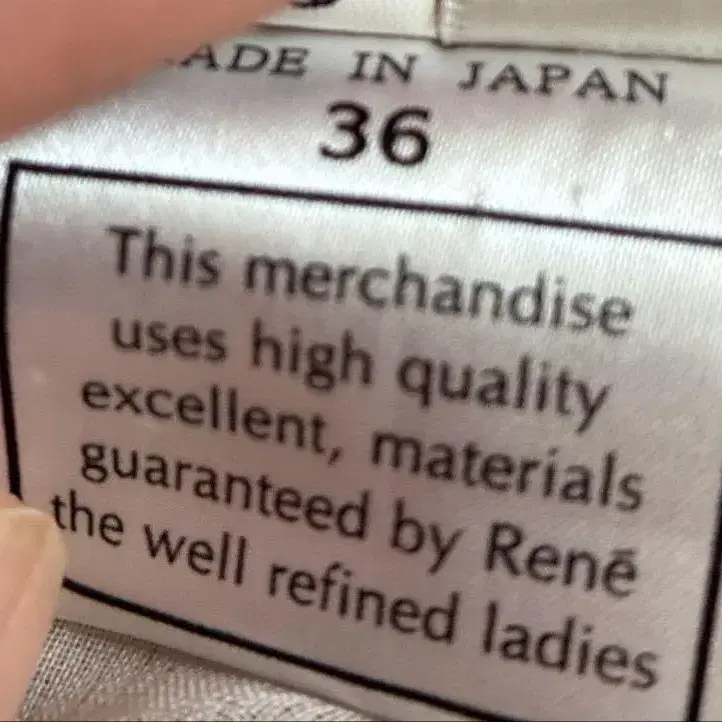 MADE IN JAPAN
36
This merchandise
uses high quality
excellent, materials
guaranteed by Renē
the well refined ladies